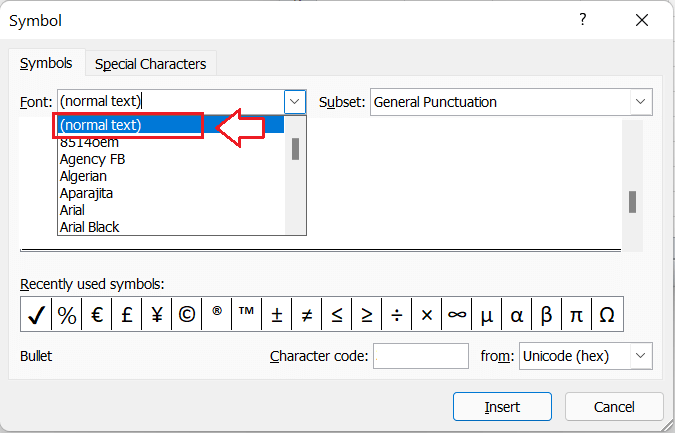 Symbol
?
Symbols Special Characters
Font: (normal text) Subset: General Punctuation
(normal text)
8514oem
Agency FB
Algerian
Aparajita
Arial
Arial Black
Recently used symbols:
✓ % € £ ¥ © ® ™ ± ≠ ≤ ≥ ÷ × ∞ µ α β π Ω
Bullet Character code: from: Unicode (hex)
Insert Cancel